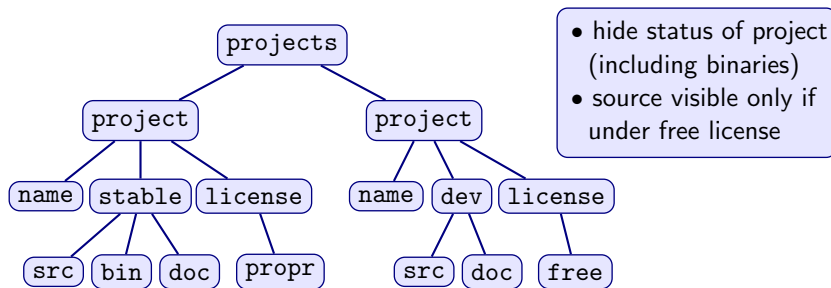 projects
• hide status of project
(including binaries)
• source visible only if
under free license
project project
name stable license name dev license
src bin doc propr src doc free